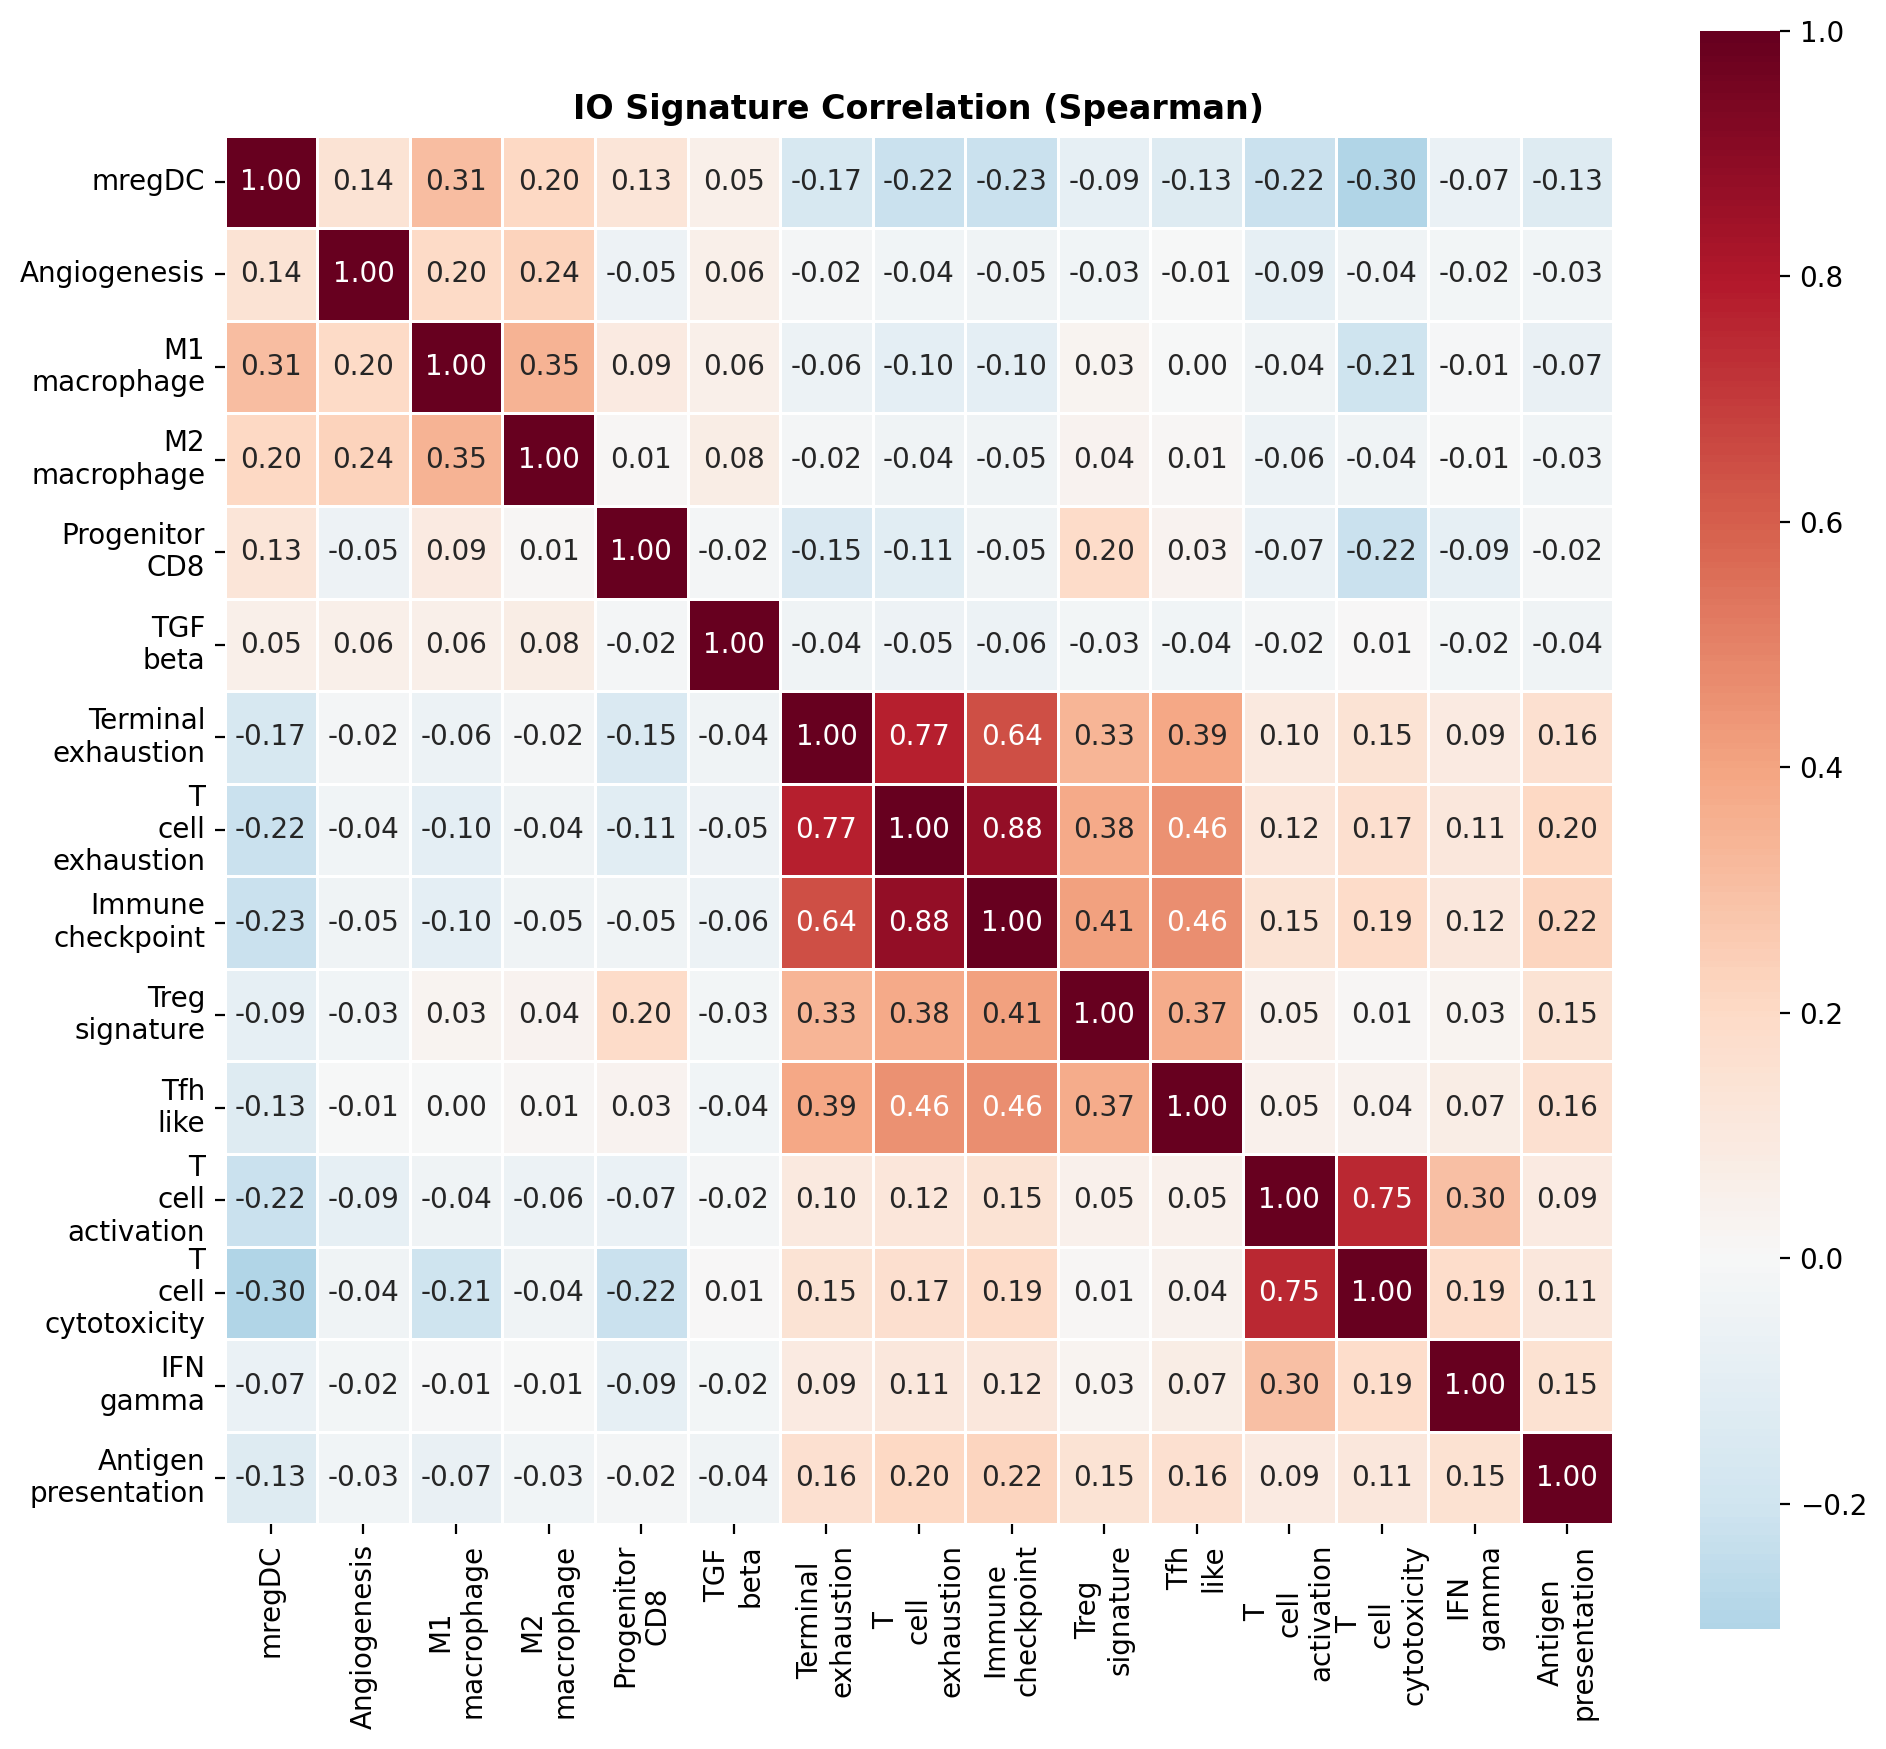 IO Signature Correlation (Spearman)
mregDC 1.00 0.14 0.31 0.20 0.13 0.05 -0.17 -0.22 -0.23 -0.09 -0.13 -0.22 -0.30 -0.07 -0.13
Angiogenesis 0.14 1.00 0.20 0.24 -0.05 0.06 -0.02 -0.04 -0.05 -0.03 -0.01 -0.09 -0.04 -0.02 -0.03
M1
macrophage 0.31 0.20 1.00 0.35 0.09 0.06 -0.06 -0.10 -0.10 0.03 0.00 -0.04 -0.21 -0.01 -0.07
M2
macrophage 0.20 0.24 0.35 1.00 0.01 0.08 -0.02 -0.04 -0.05 0.04 0.01 -0.06 -0.04 -0.01 -0.03
Progenitor
CD8 0.13 -0.05 0.09 0.01 1.00 -0.02 -0.15 -0.11 -0.05 0.20 0.03 -0.07 -0.22 -0.09 -0.02
TGF
beta 0.05 0.06 0.06 0.08 -0.02 1.00 -0.04 -0.05 -0.06 -0.03 -0.04 -0.02 0.01 -0.02 -0.04
Terminal
exhaustion -0.17 -0.02 -0.06 -0.02 -0.15 -0.04 1.00 0.77 0.64 0.33 0.39 0.10 0.15 0.09 0.16
T
cell
exhaustion -0.22 -0.04 -0.10 -0.04 -0.11 -0.05 0.77 1.00 0.88 0.38 0.46 0.12 0.17 0.11 0.20
Immune
checkpoint -0.23 -0.05 -0.10 -0.05 -0.05 -0.06 0.64 0.88 1.00 0.41 0.46 0.15 0.19 0.12 0.22
Treg
signature -0.09 -0.03 0.03 0.04 0.20 -0.03 0.33 0.38 0.41 1.00 0.37 0.05 0.01 0.03 0.15
Tfh
like -0.13 -0.01 0.00 0.01 0.03 -0.04 0.39 0.46 0.46 0.37 1.00 0.05 0.04 0.07 0.16
T
cell
activation -0.22 -0.09 -0.04 -0.06 -0.07 -0.02 0.10 0.12 0.15 0.05 0.05 1.00 0.75 0.30 0.09
T
cell
cytotoxicity -0.30 -0.04 -0.21 -0.04 -0.22 0.01 0.15 0.17 0.19 0.01 0.04 0.75 1.00 0.19 0.11
IFN
gamma -0.07 -0.02 -0.01 -0.01 -0.09 -0.02 0.09 0.11 0.12 0.03 0.07 0.30 0.19 1.00 0.15
Antigen
presentation -0.13 -0.03 -0.07 -0.03 -0.02 -0.04 0.16 0.20 0.22 0.15 0.16 0.09 0.11 0.15 1.00
mregDC
Angiogenesis
M1
macrophage
M2
macrophage
Progenitor
CD8
TGF
beta
Terminal
exhaustion
T
cell
exhaustion
Immune
checkpoint
Treg
signature
Tfh
like
T
cell
activation
T
cell
cytotoxicity
IFN
gamma
Antigen
presentation
1.0
0.8
0.6
0.4
0.2
0.0
−0.2